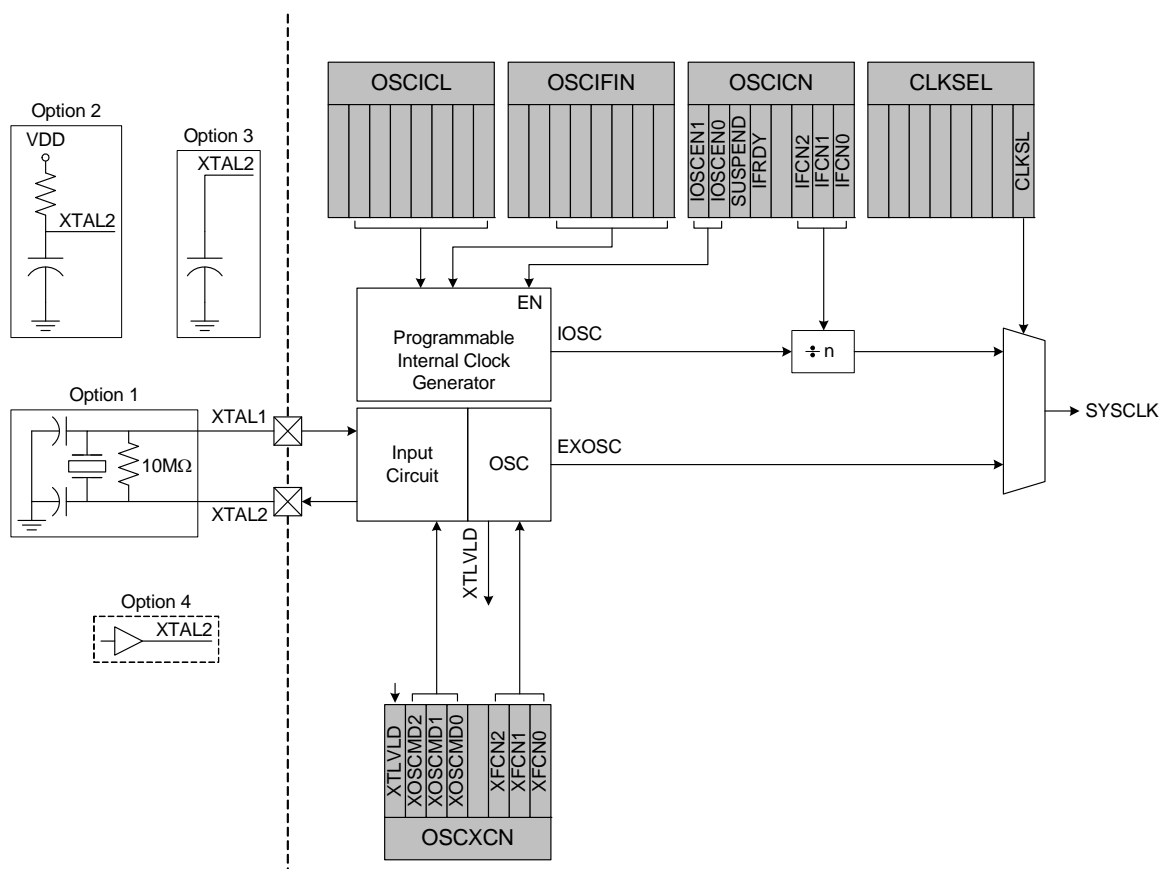 OSCICL
OSCIFIN
OSCICN
CLKSEL
IOSCEN1
IOSCEN0
SUSPEND
IFRDY
IFCN2
IFCN1
IFCN0
CLKSL
Option 2
VDD
XTAL2
Option 3
XTAL2
EN
Programmable
Internal Clock
Generator
IOSC
÷ n
SYSCLK
Option 1
10MΩ
XTAL1
XTAL2
Input
Circuit
OSC
EXOSC
XTLVLD
Option 4
XTAL2
XTLVLD
XOSCMD2
XOSCMD1
XOSCMD0
XFCN2
XFCN1
XFCN0
OSCXCN